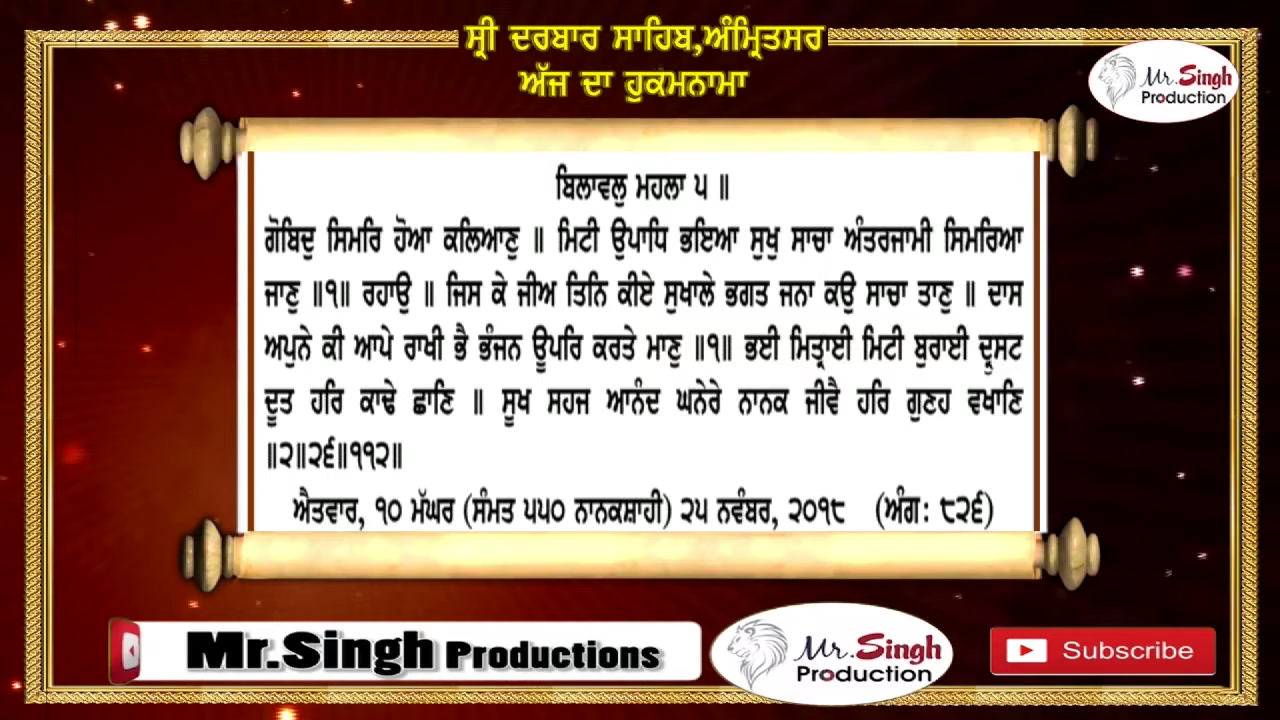 ਸ੍ਰੀ ਦਰਬਾਰ ਸਾਹਿਬ,ਅੰਮ੍ਰਿਤਸਰ
ਅੱਜ ਦਾ ਹੁਕਮਨਾਮਾ
Mr.Singh
Production
ਬਿਲਾਵਲੁ ਮਹਲਾ ੫ ॥
ਗੋਬਿਦੁ ਸਿਮਰਿ ਹੋਆ ਕਲਿਆਣੁ ॥ ਮਿਟੀ ਉਪਾਧਿ ਭਇਆ ਸੁਖੁ ਸਾਚਾ ਅੰਤਰਜਾਮੀ ਸਿਮਰਿਆ
ਜਾਣੁ ॥੧॥ ਰਹਾਉ ॥ ਜਿਸ ਕੇ ਜੀਅ ਤਿਨਿ ਕੀਏ ਸੁਖਾਲੇ ਭਗਤ ਜਨਾ ਕਉ ਸਾਚਾ ਤਾਣੁ ॥ ਦਾਸ
ਅਪੁਨੇ ਕੀ ਆਪੇ ਰਾਖੀ ਭੈ ਭੰਜਨ ਊਪਰਿ ਕਰਤੇ ਮਾਣੁ ॥੧॥ ਭਈ ਮਿਤ੍ਰਾਈ ਮਿਟੀ ਬੁਰਾਈ ਦ੍ਰੁਸਟ
ਦੂਤ ਹਰਿ ਕਾਢੇ ਛਾਣਿ ॥ ਸੂਖ ਸਹਜ ਆਨੰਦ ਘਨੇਰੇ ਨਾਨਕ ਜੀਵੈ ਹਰਿ ਗੁਣਹ ਵਖਾਣਿ
॥੨॥੨੬॥੧੧੨॥
ਐਤਵਾਰ, ੧੦ ਮੱਘਰ (ਸੰਮਤ ੫੫੦ ਨਾਨਕਸ਼ਾਹੀ) ੨੫ ਨਵੰਬਰ, ੨੦੧੮ (ਅੰਗ: ੮੨੬)
Mr.Singh Productions
Mr.Singh
Production
Subscribe